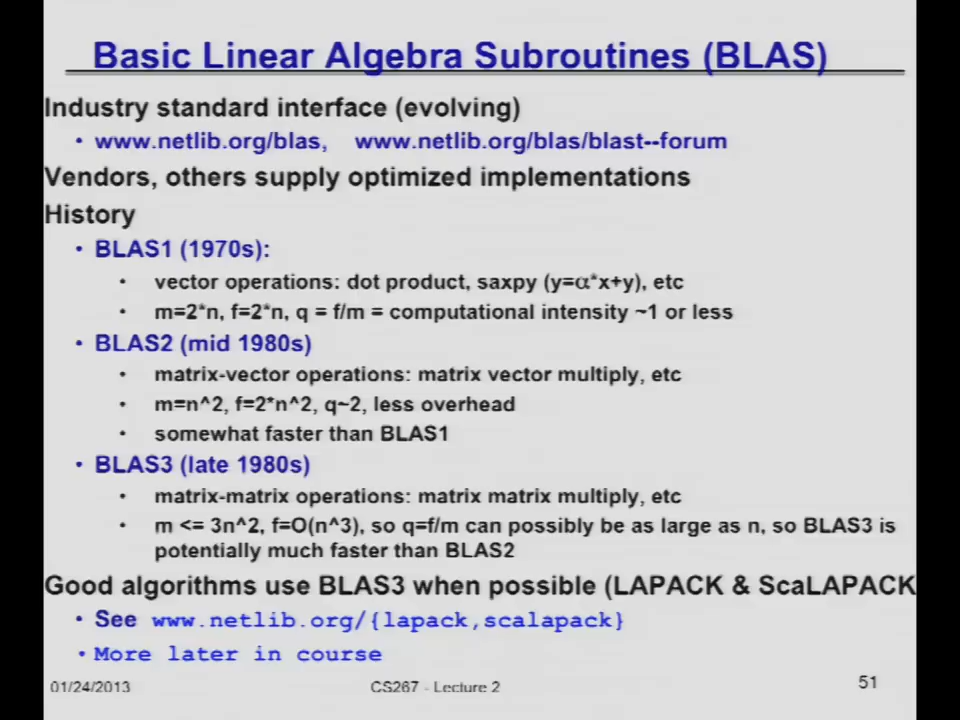 Basic Linear Algebra Subroutines (BLAS)
Industry standard interface (evolving)
• www.netlib.org/blas, www.netlib.org/blas/blast--forum
Vendors, others supply optimized implementations
History
• BLAS1 (1970s):
• vector operations: dot product, saxpy (y=α*x+y), etc
• m=2*n, f=2*n, q = f/m = computational intensity ~1 or less
• BLAS2 (mid 1980s)
• matrix-vector operations: matrix vector multiply, etc
• m=n^2, f=2*n^2, q~2, less overhead
• somewhat faster than BLAS1
• BLAS3 (late 1980s)
• matrix-matrix operations: matrix matrix multiply, etc
• m <= 3n^2, f=O(n^3), so q=f/m can possibly be as large as n, so BLAS3 is
potentially much faster than BLAS2
Good algorithms use BLAS3 when possible (LAPACK & ScaLAPACK
• See www.netlib.org/{lapack,scalapack}
• More later in course
01/24/2013
CS267 - Lecture 2
51